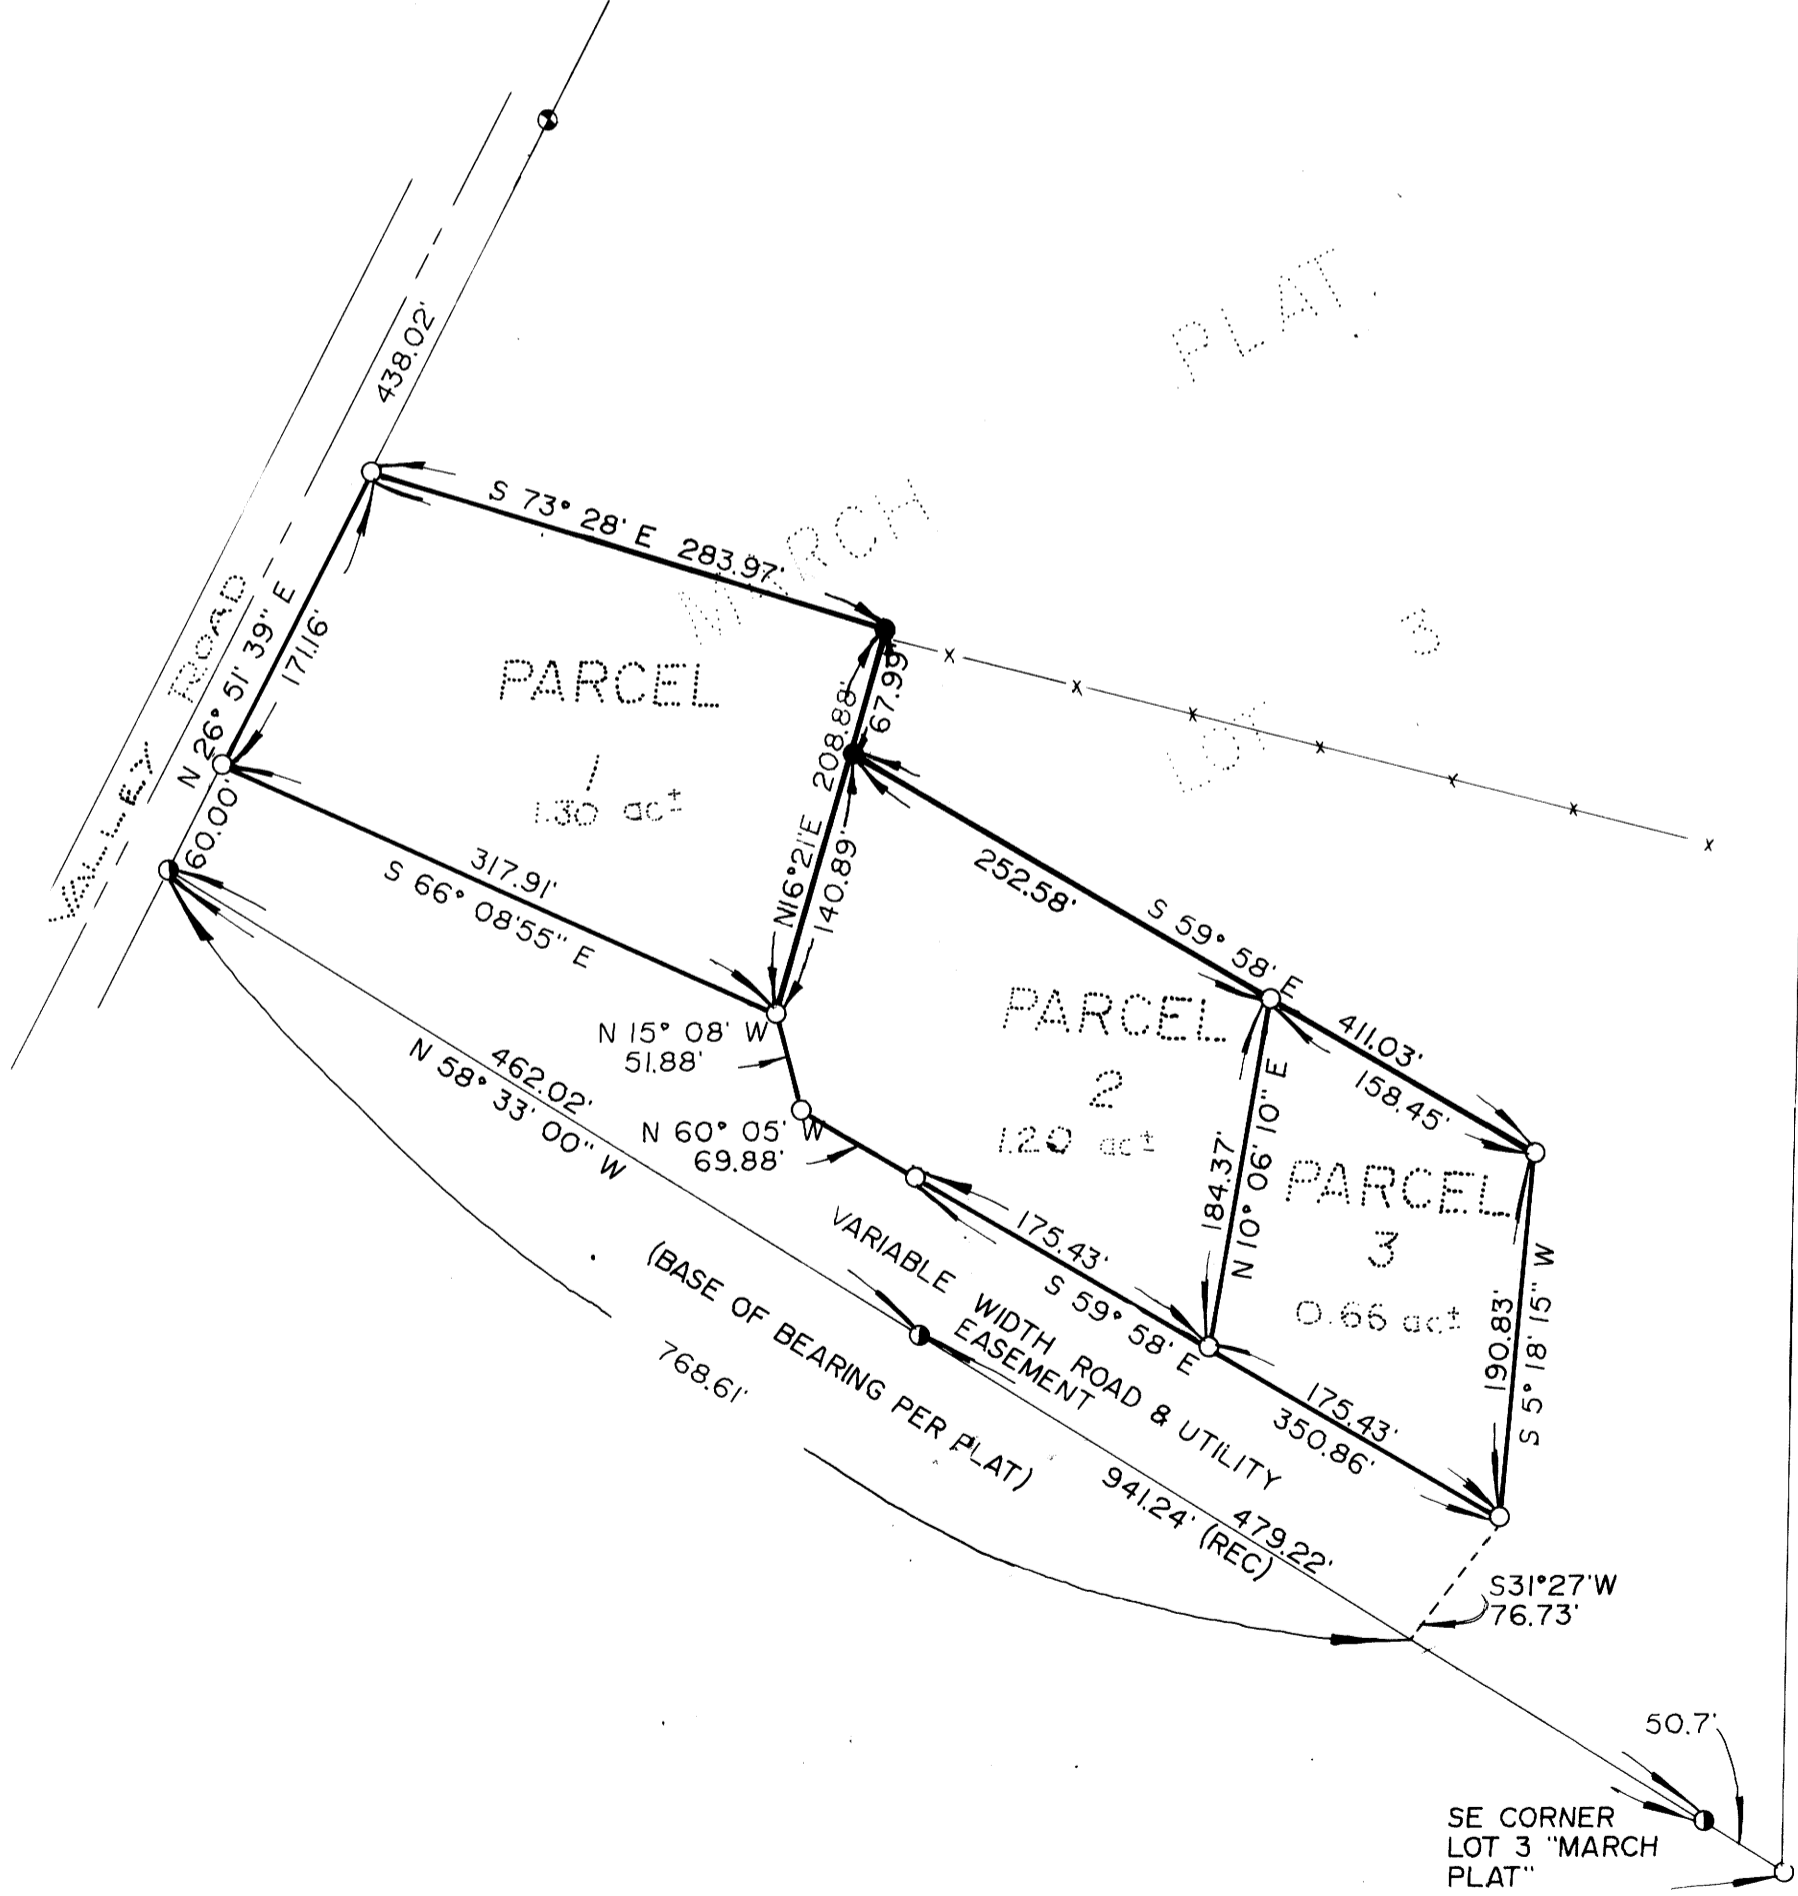 PLAT
438.02'
S 73° 28' E 283.97'
MARCH
3
LOT
VALLEY ROAD
N 26° 51' 39" E
171.16'
60.00'
PARCEL
1
1.30 ac±
N16°21'E 208.88'
67.99'
140.89'
317.91'
S 66° 08'55" E
252.58'
S 59° 58' E
411.03'
158.45'
N 15° 08' W
51.88'
N 60° 05' W
69.88'
PARCEL
2
1.20 ac±
184.37'
N 10° 06' 10" E
PARCEL
3
0.66 ac±
190.83'
S 5° 18' 15" W
462.02'
N 58° 33' 00" W
175.43'
S 59° 58' E
VARIABLE WIDTH ROAD & UTILITY
EASEMENT
175.43'
350.86'
(BASE OF BEARING PER PLAT)
768.61'
479.22'
941.24' (REC)
S31°27'W
76.73'
50.7'
SE CORNER
LOT 3 "MARCH
PLAT"